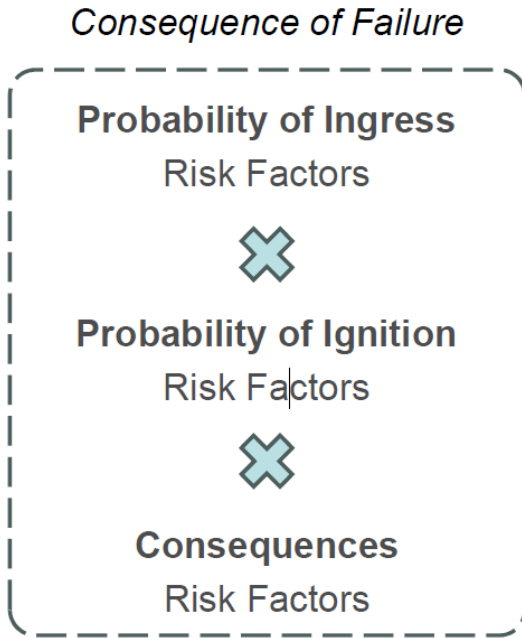 Consequence of Failure
Probability of Ingress
Risk Factors
Probability of Ignition
Risk Factors
Consequences
Risk Factors